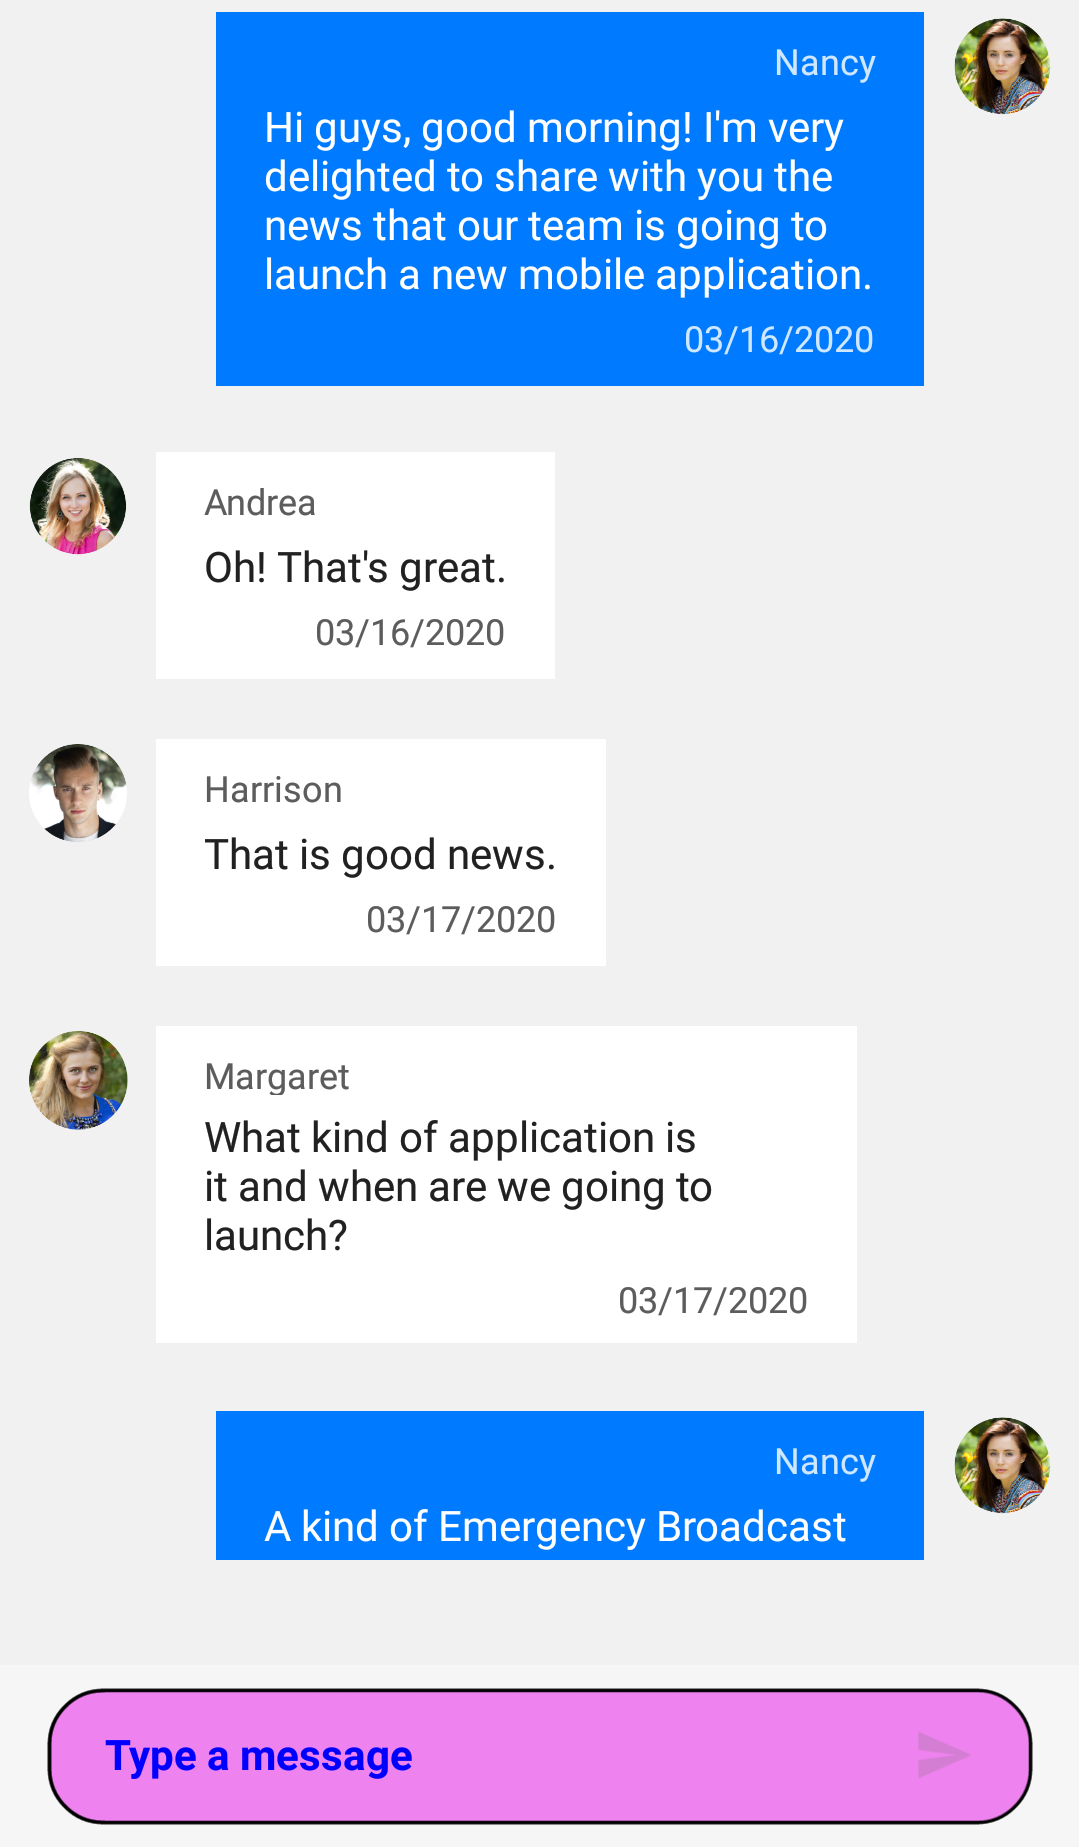 Nancy
Hi guys, good morning! I'm very
delighted to share with you the
news that our team is going to
launch a new mobile application.
03/16/2020
Andrea
Oh! That's great.
03/16/2020
Harrison
That is good news.
03/17/2020
Margaret
What kind of application is
it and when are we going to
launch?
03/17/2020
Nancy
A kind of Emergency Broadcast
Type a message